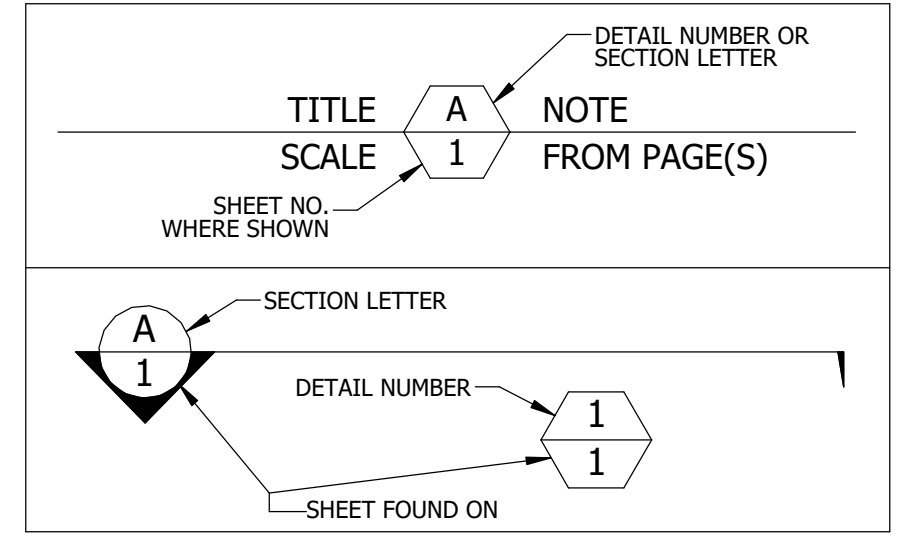 DETAIL NUMBER OR
SECTION LETTER
TITLE A NOTE
SCALE 1 FROM PAGE(S)
SHEET NO.
WHERE SHOWN
SECTION LETTER
A
1
DETAIL NUMBER
1
1
SHEET FOUND ON